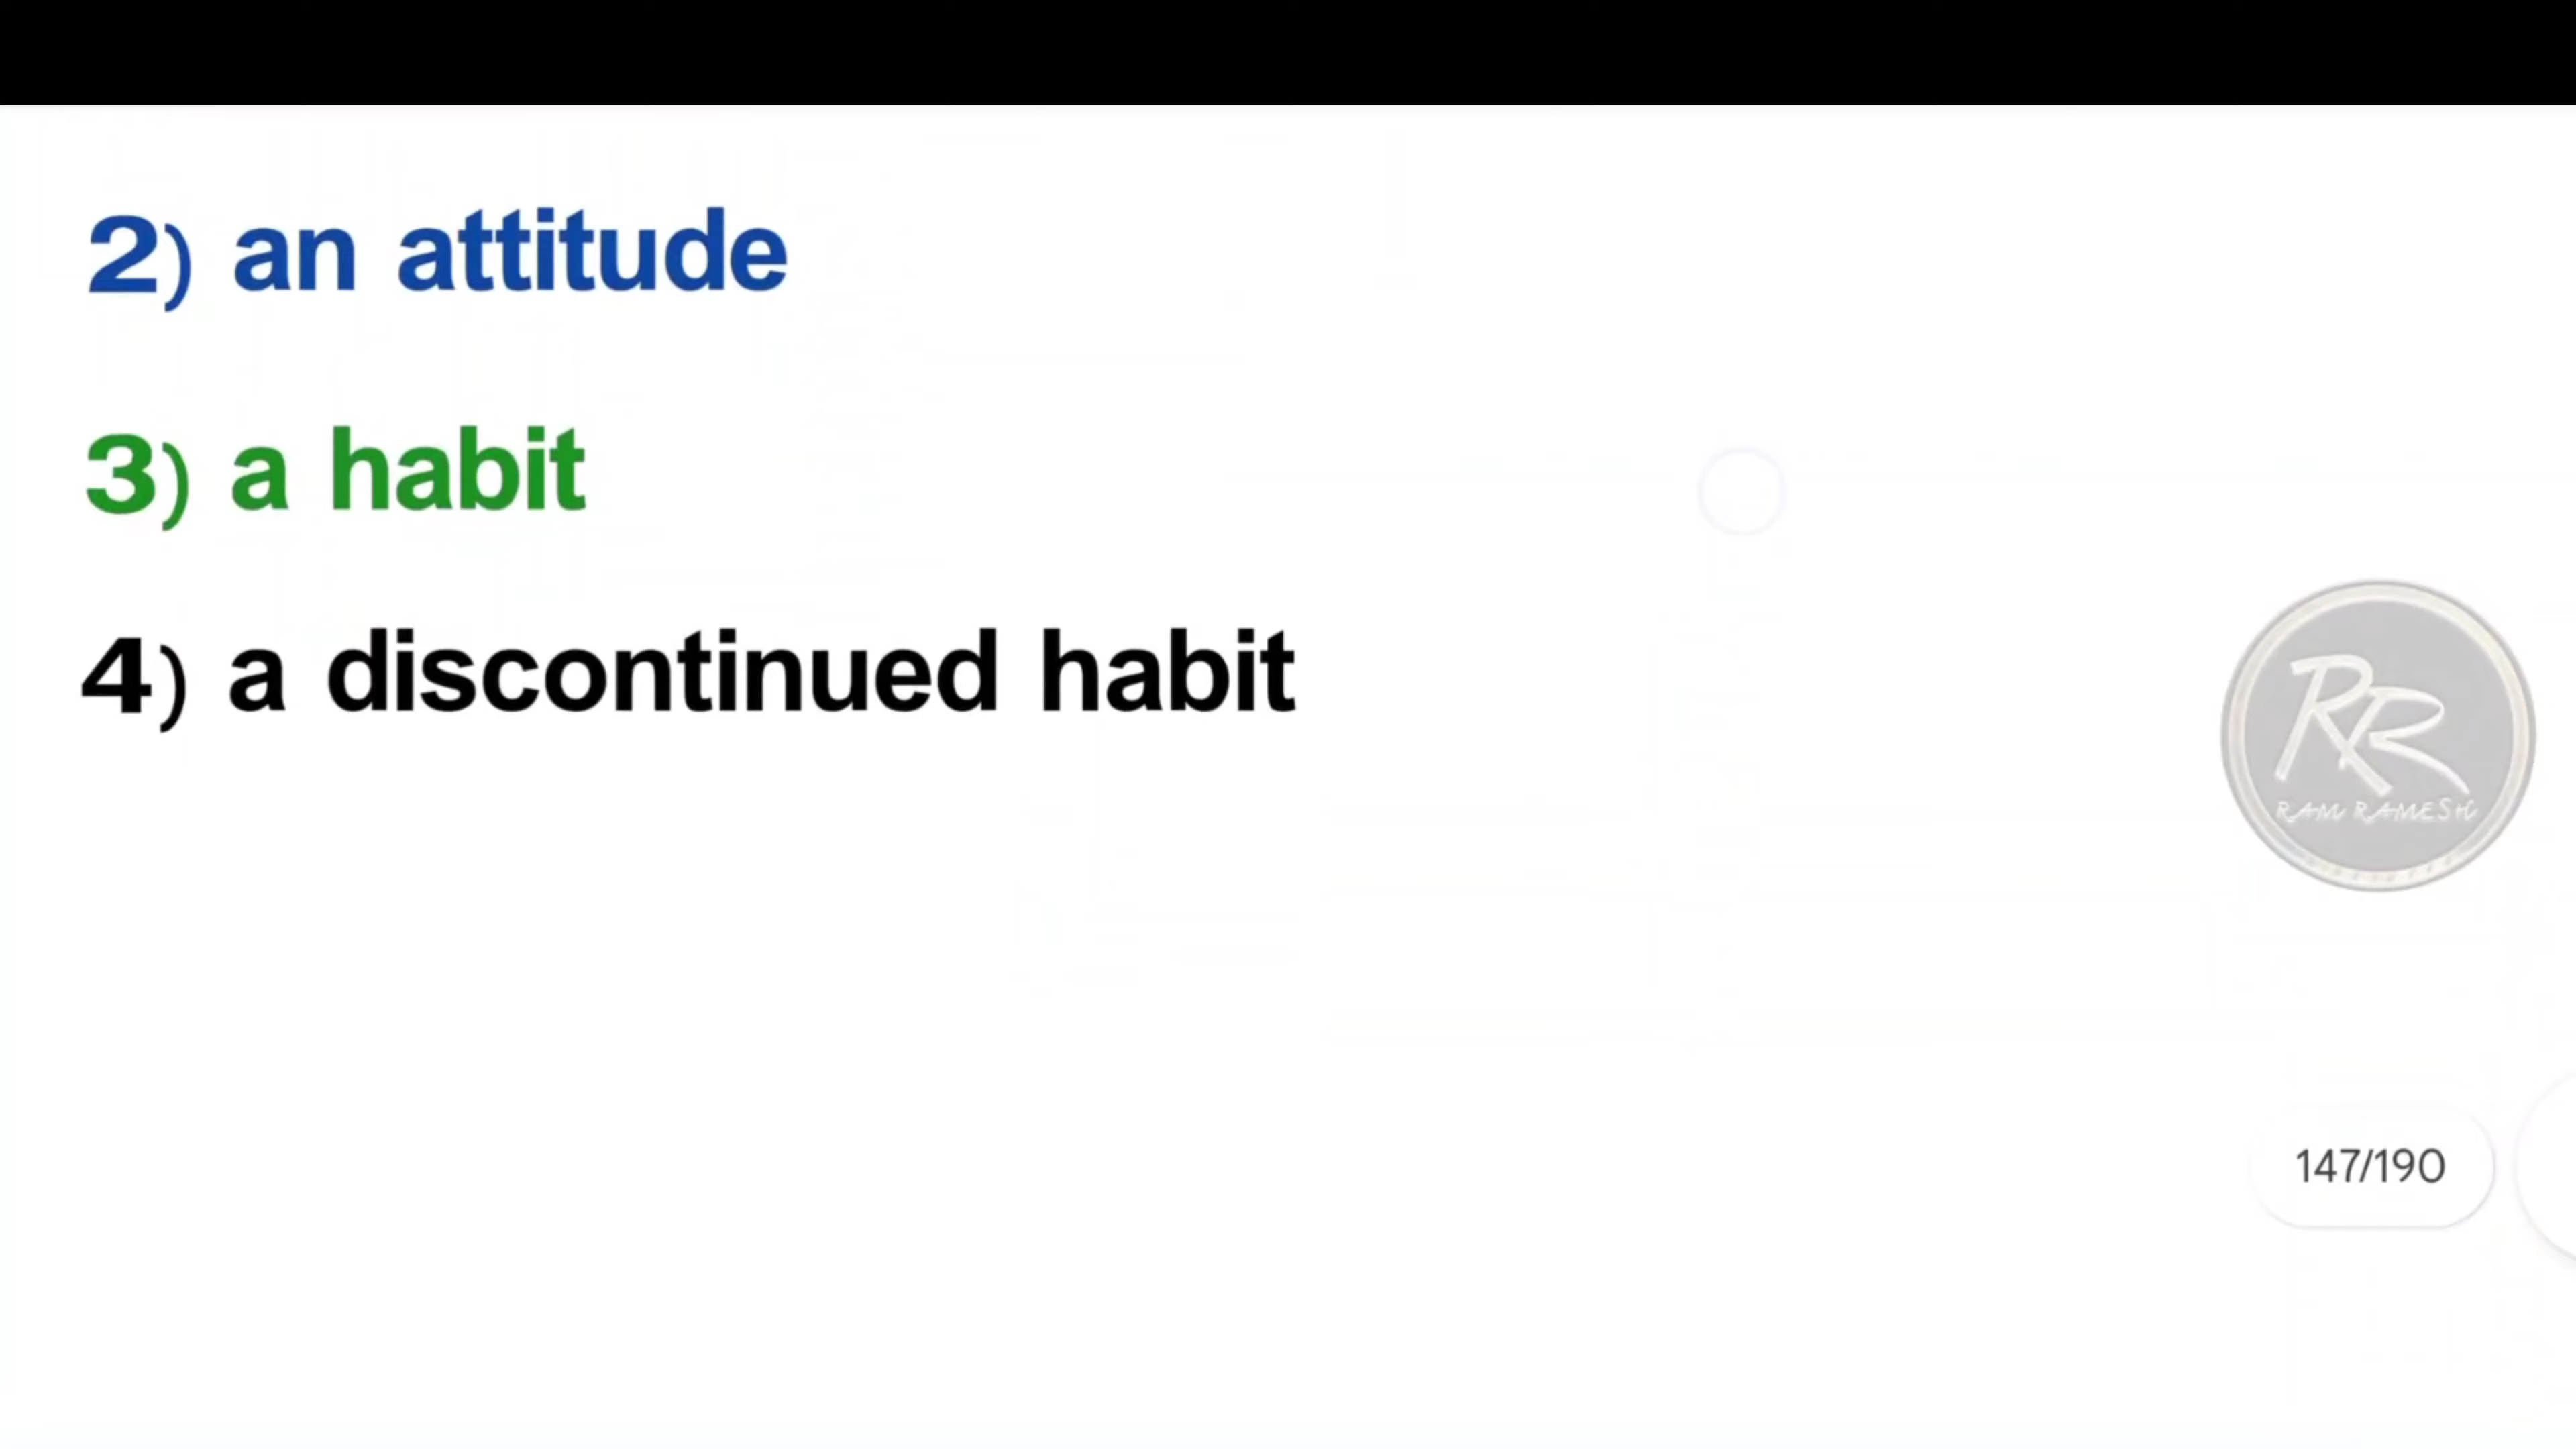 2) an attitude
3) a habit
4) a discontinued habit
RR
RAM RAMESH
147/190